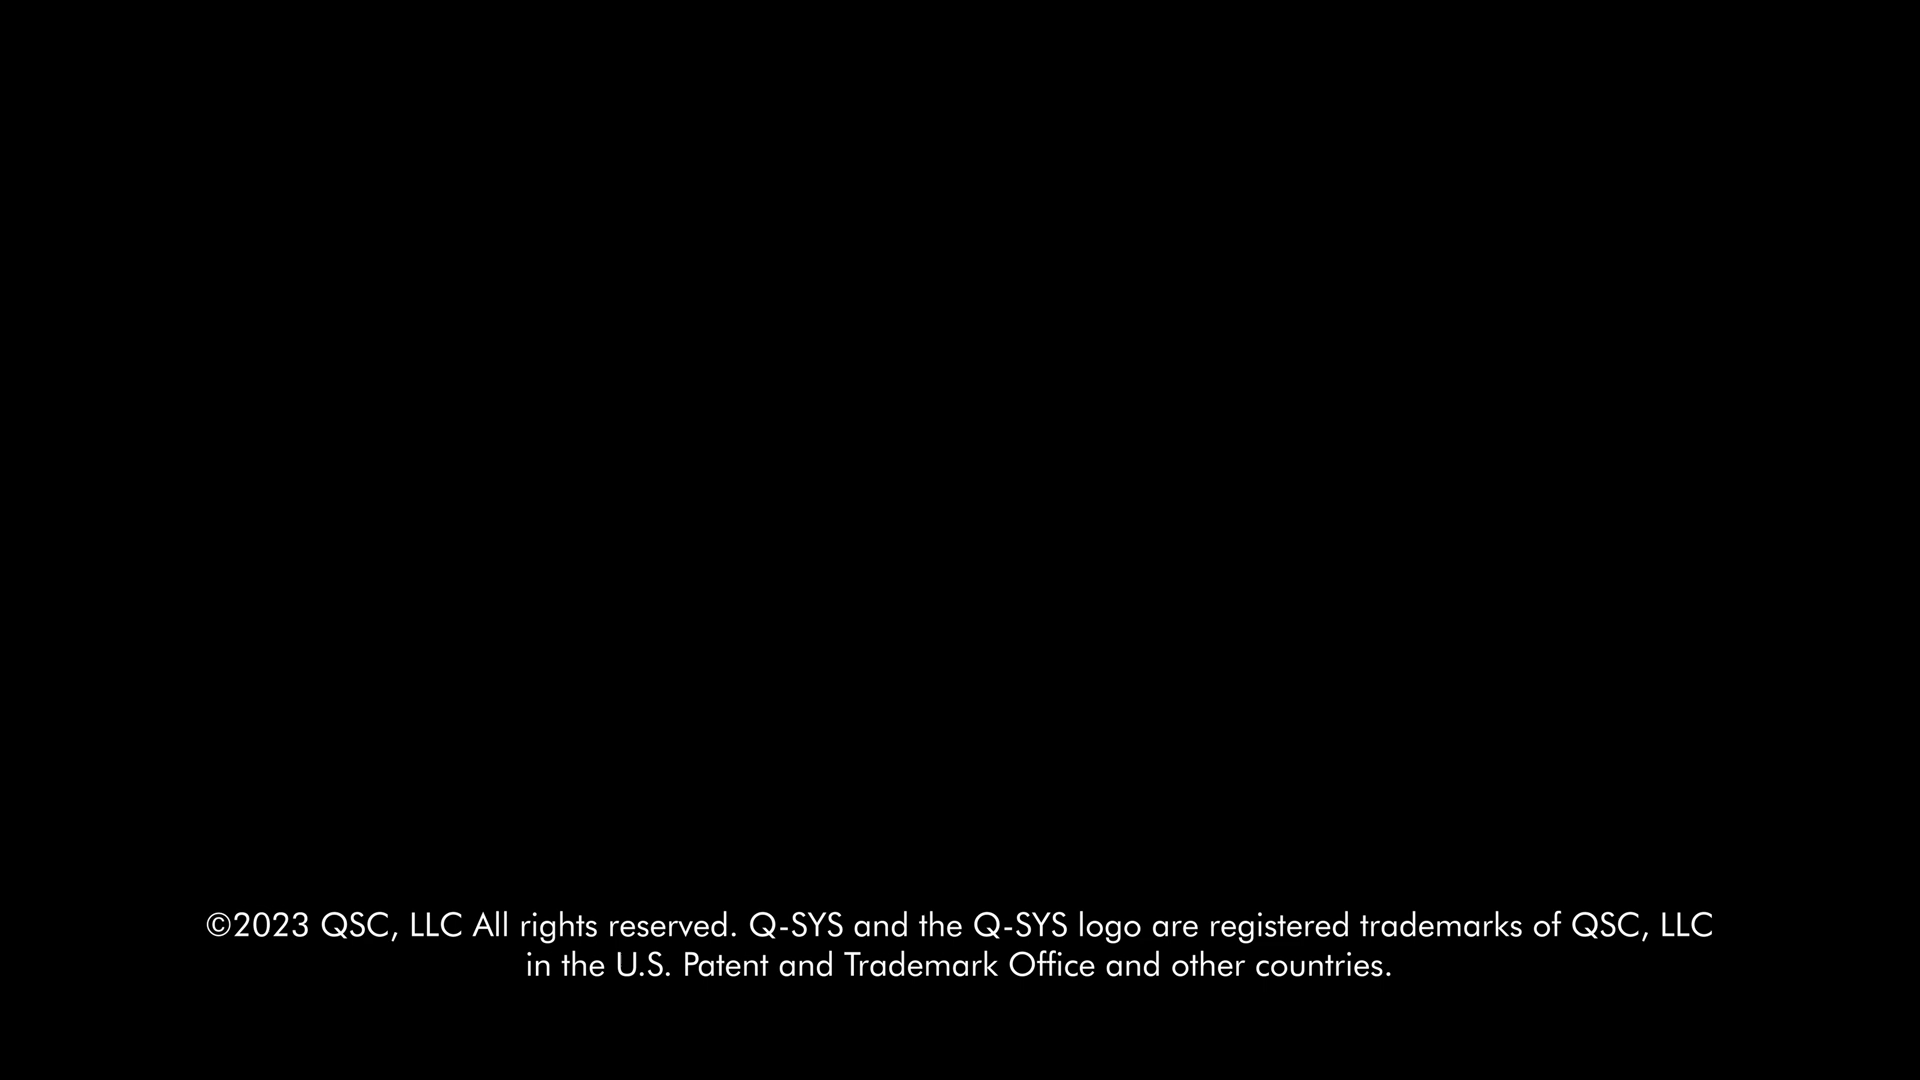 ©2023 QSC, LLC All rights reserved. Q-SYS and the Q-SYS logo are registered trademarks of QSC, LLC
in the U.S. Patent and Trademark Office and other countries.